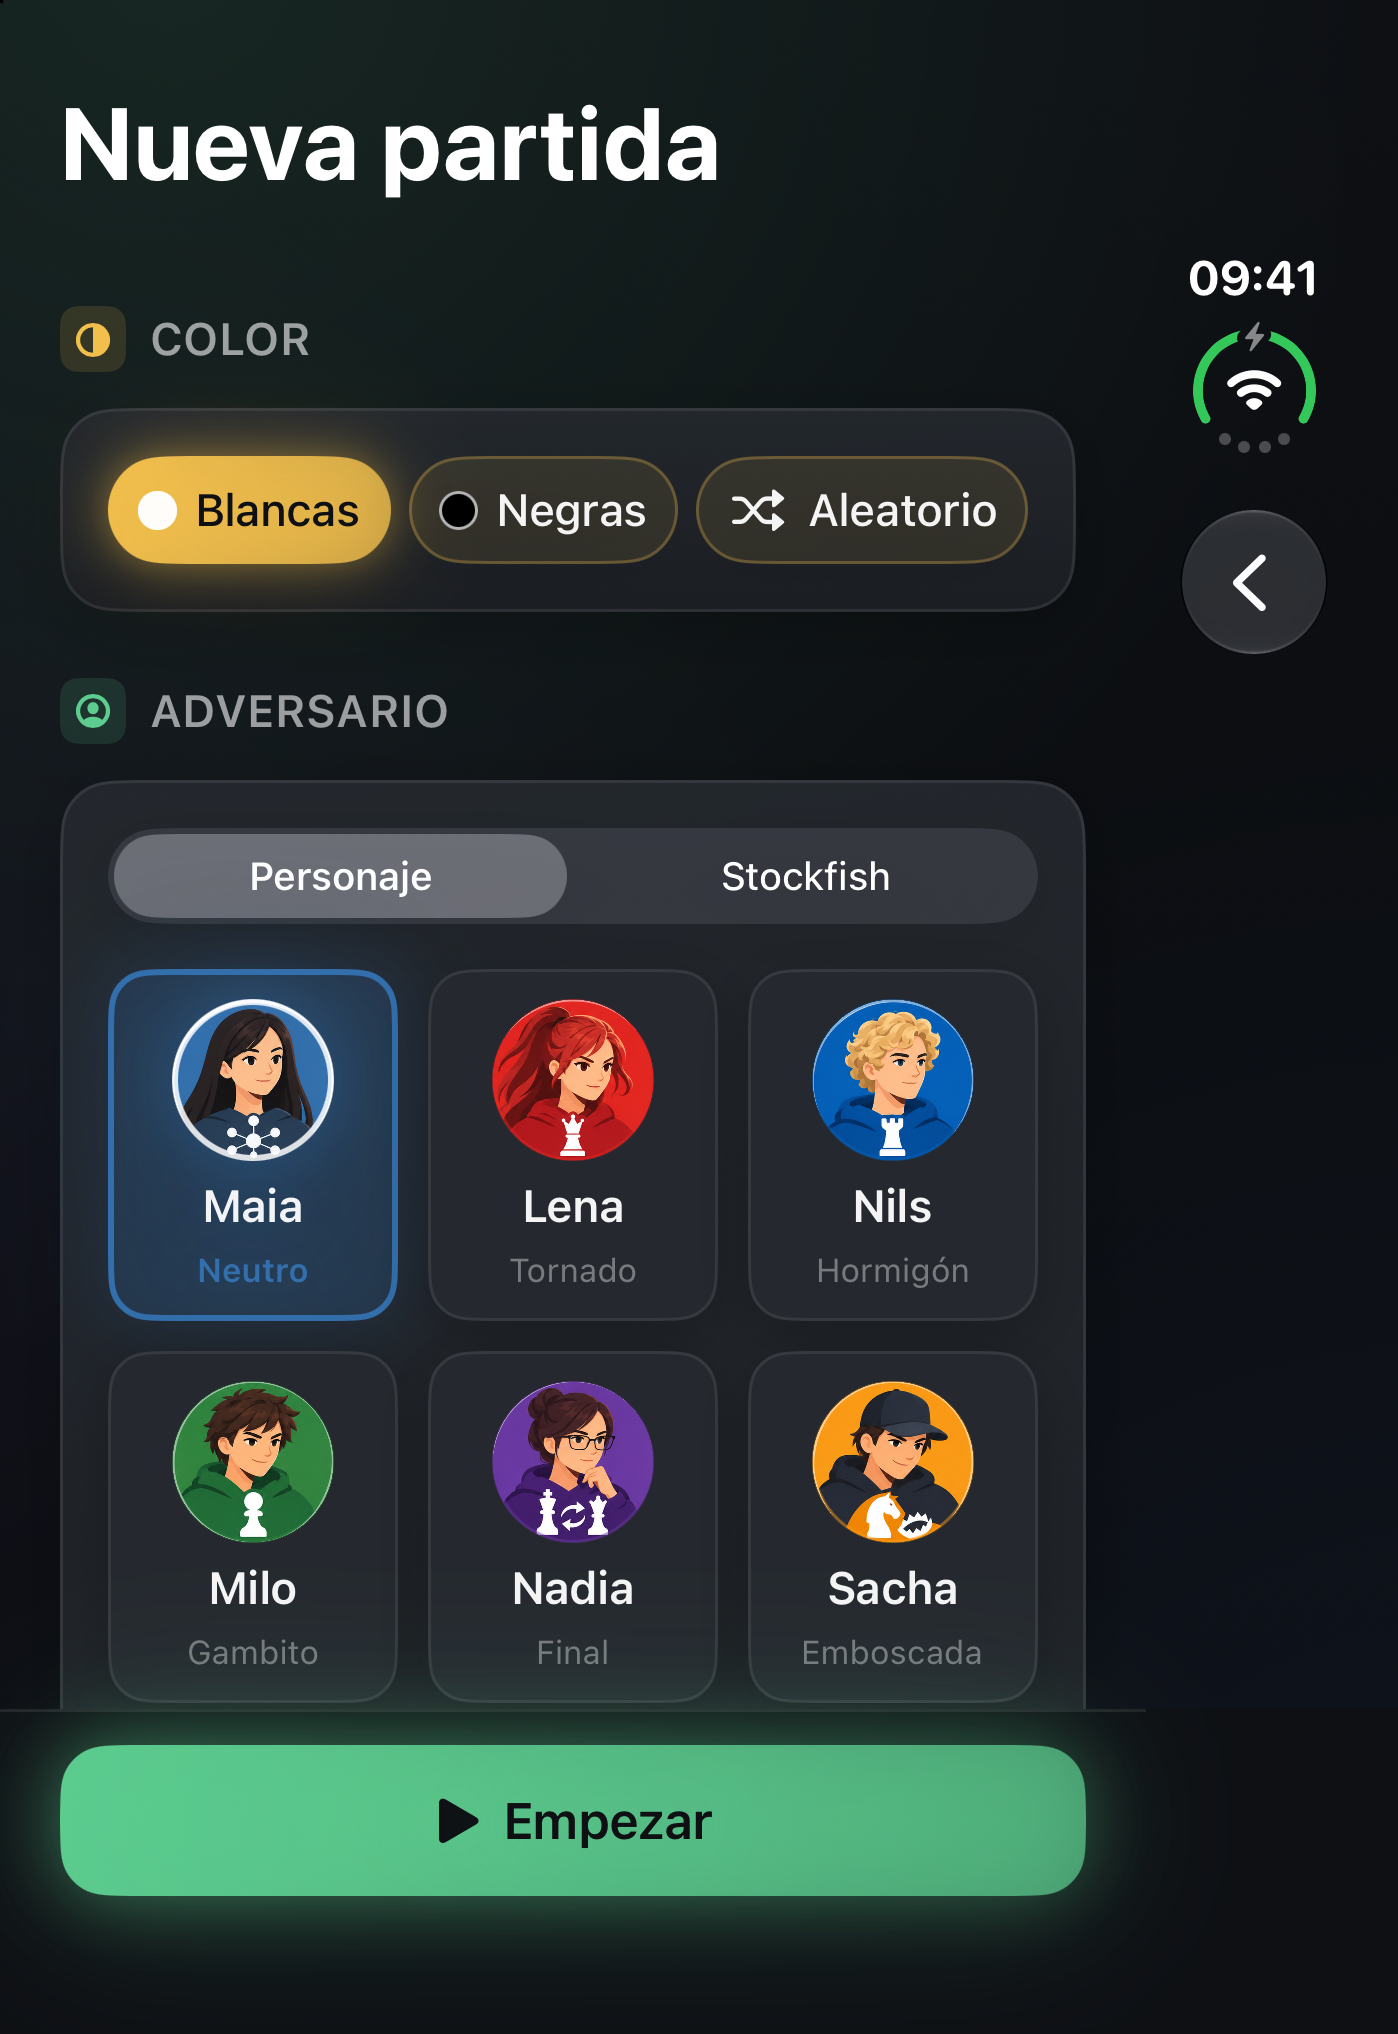 Nueva partida
09:41
COLOR
Blancas
Negras
Aleatorio
ADVERSARIO
Personaje
Stockfish
Maia
Neutro
Lena
Tornado
Nils
Hormigón
Milo
Gambito
Nadia
Final
Sacha
Emboscada
Empezar